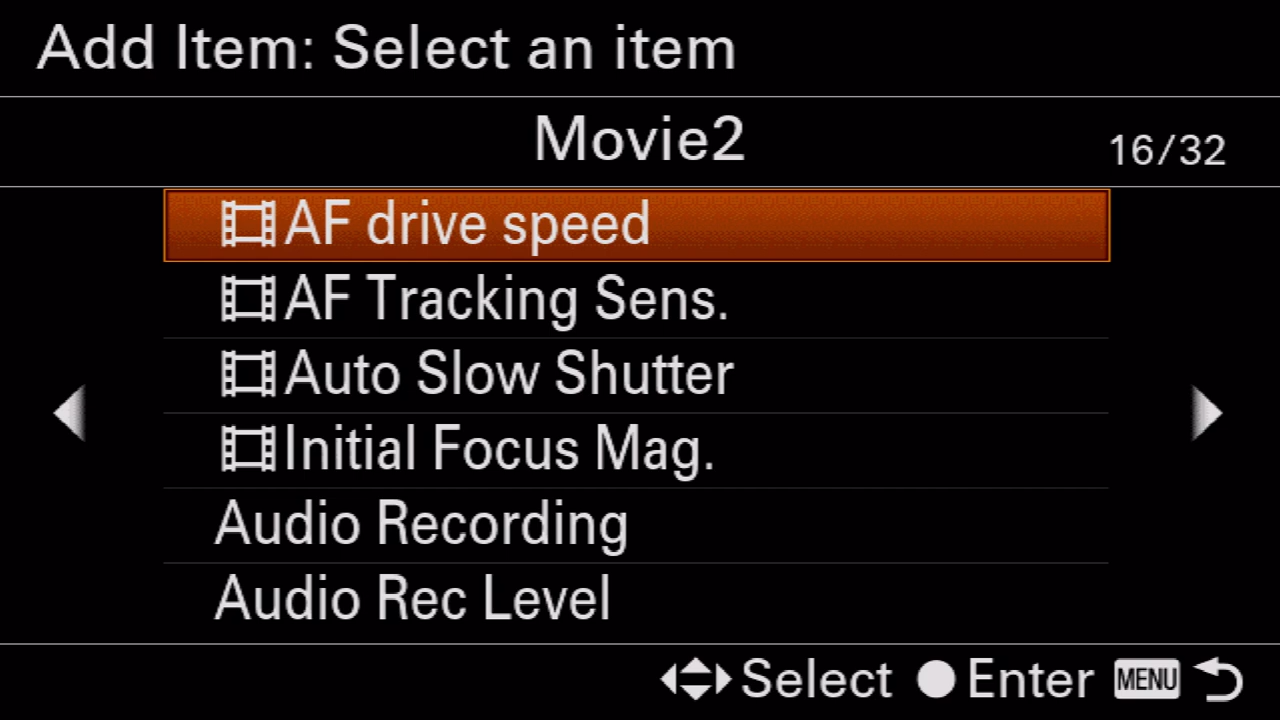 Add Item: Select an item
Movie2
16/32
AF drive speed
AF Tracking Sens.
Auto Slow Shutter
Initial Focus Mag.
Audio Recording
Audio Rec Level
Select Enter MENU